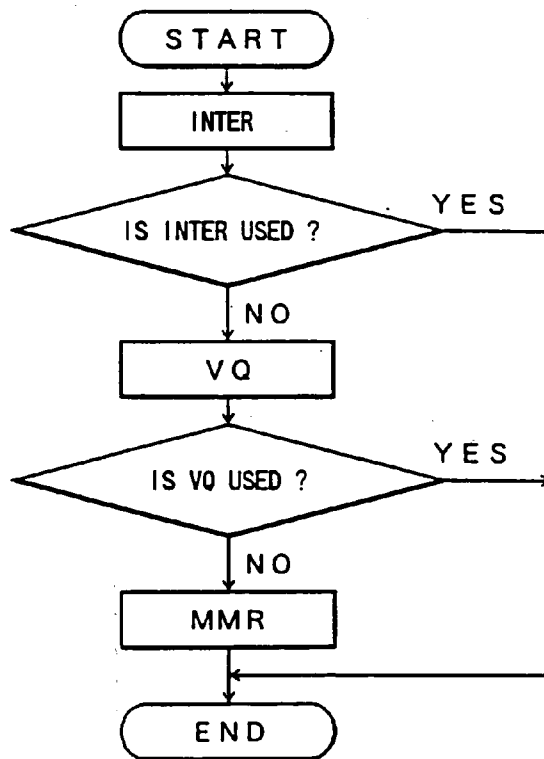 START
INTER
IS INTER USED ?
YES
NO
VQ
IS VQ USED ?
YES
NO
MMR
END